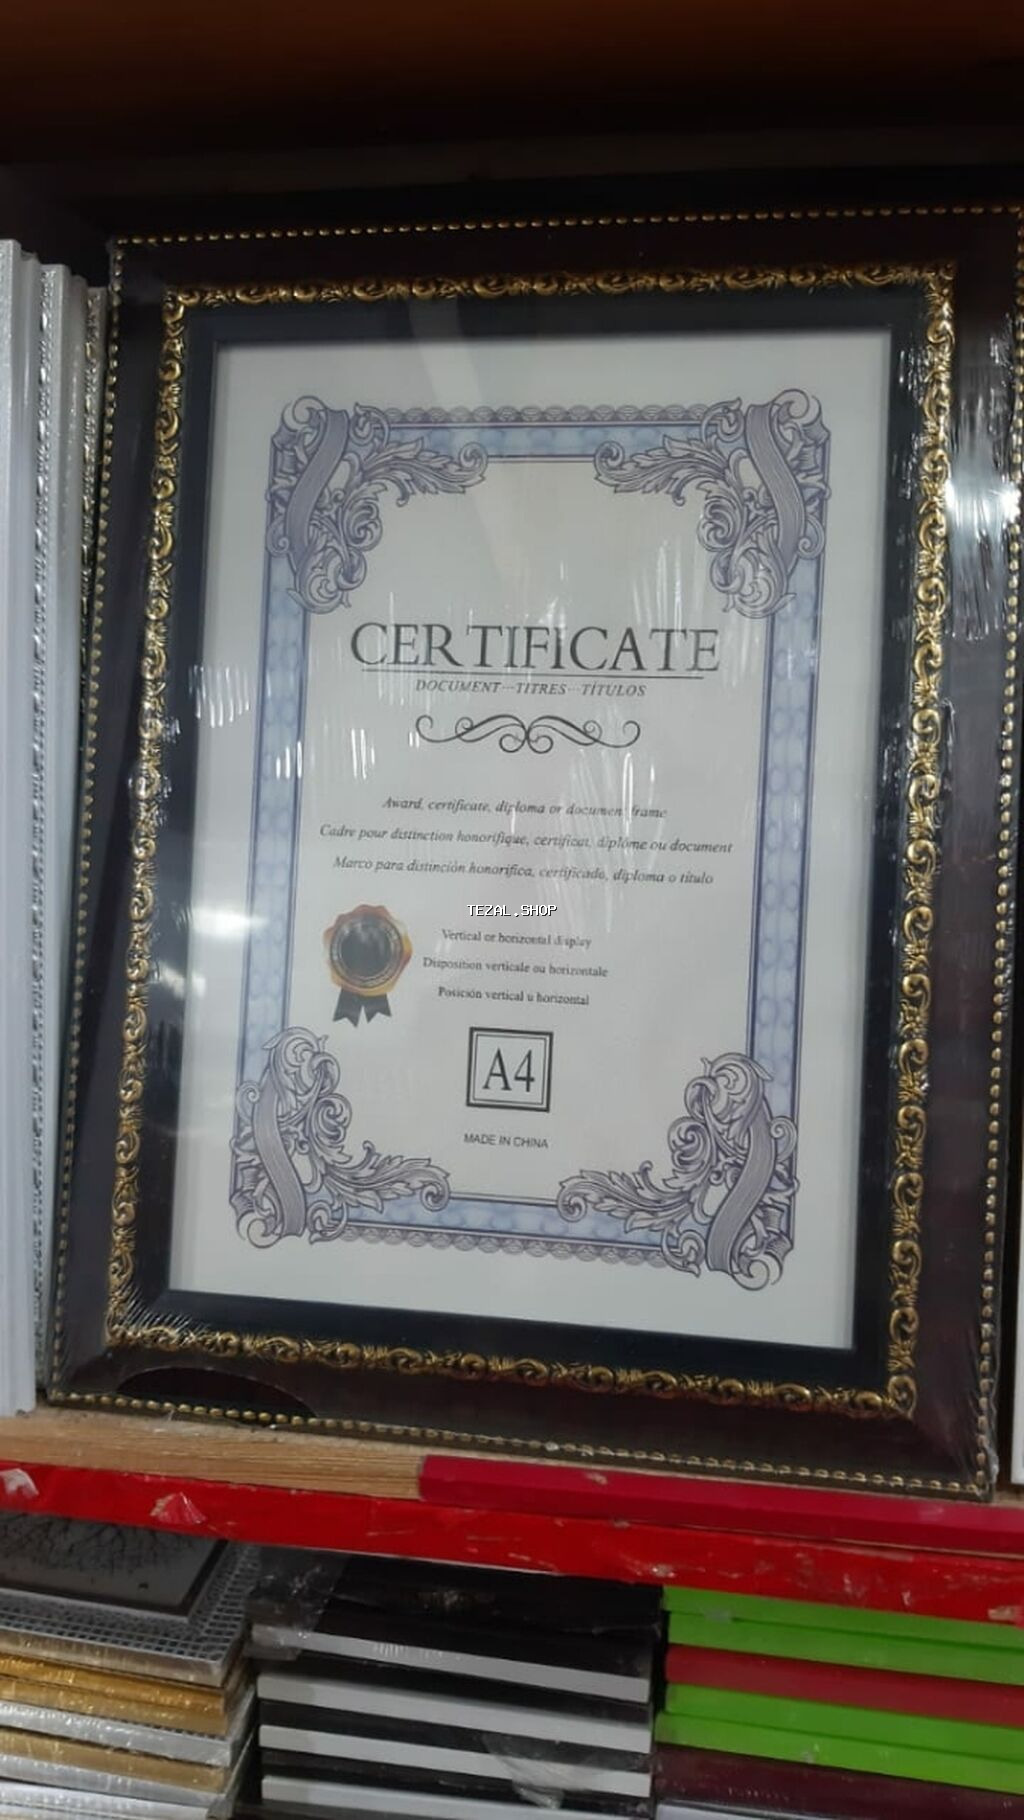 CERTIFICATE
DOCUMENT···TITRES···TÍTULOS
Award, certificate, diploma or document frame
Cadre pour distinction honorifique, certificat, diplôme ou document
Marco para distinción honorifica, certificado, diploma o título
TEZAL.SHOP
Vertical or horizontal display
Disposition verticale ou horizontale
Posición vertical u horizontal
A4
MADE IN CHINA